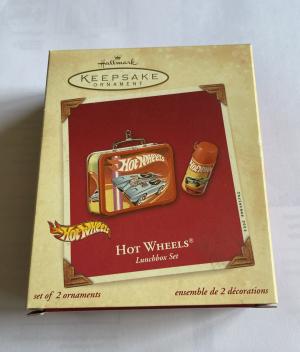 Hallmark
KEEPSAKE
ORNAMENT
Hot Wheels
Hot Wheels
Hot Wheels
HOT WHEELS®
Lunchbox Set
set of 2 ornaments
ensemble de 2 décorations